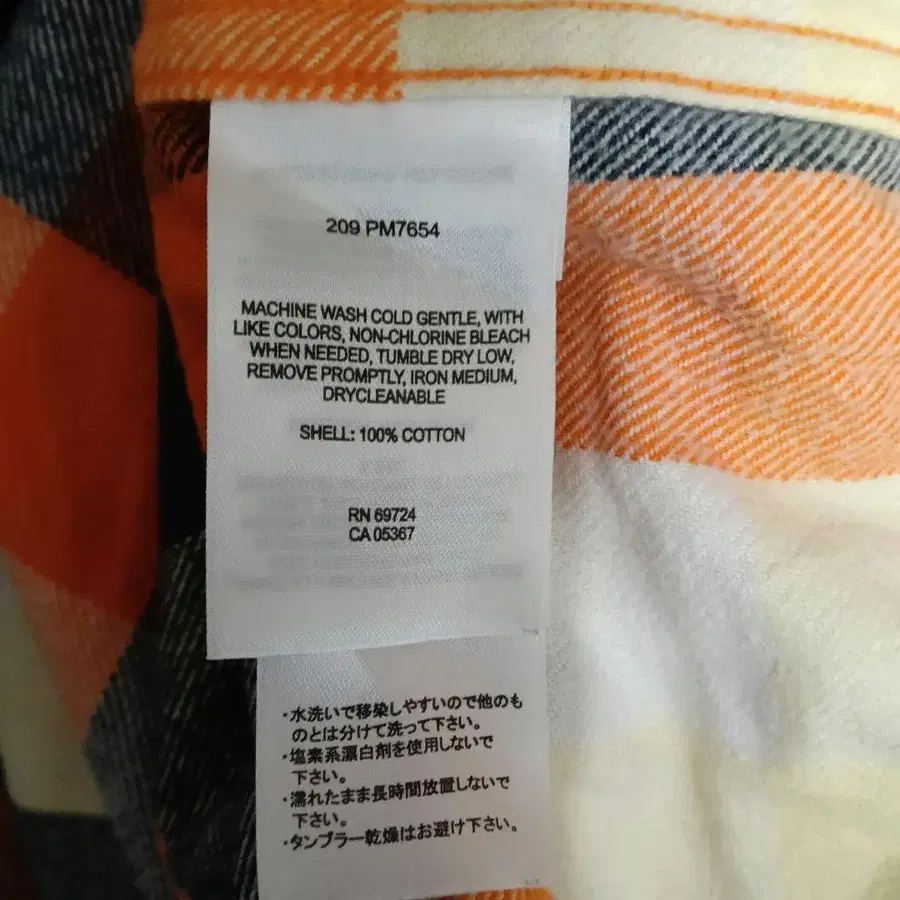 209 PM7654
MACHINE WASH COLD GENTLE, WITH
LIKE COLORS, NON-CHLORINE BLEACH
WHEN NEEDED, TUMBLE DRY LOW,
REMOVE PROMPTLY, IRON MEDIUM,
DRYCLEANABLE
SHELL: 100% COTTON
RN 69724
CA 05367
・水洗いで移染しやすいので他のも
のとは分けて洗って下さい。
・塩素系漂白剤を使用しないで
下さい。
・濡れたまま長時間放置しないで
下さい。
・タンブラー乾燥はお避け下さい。